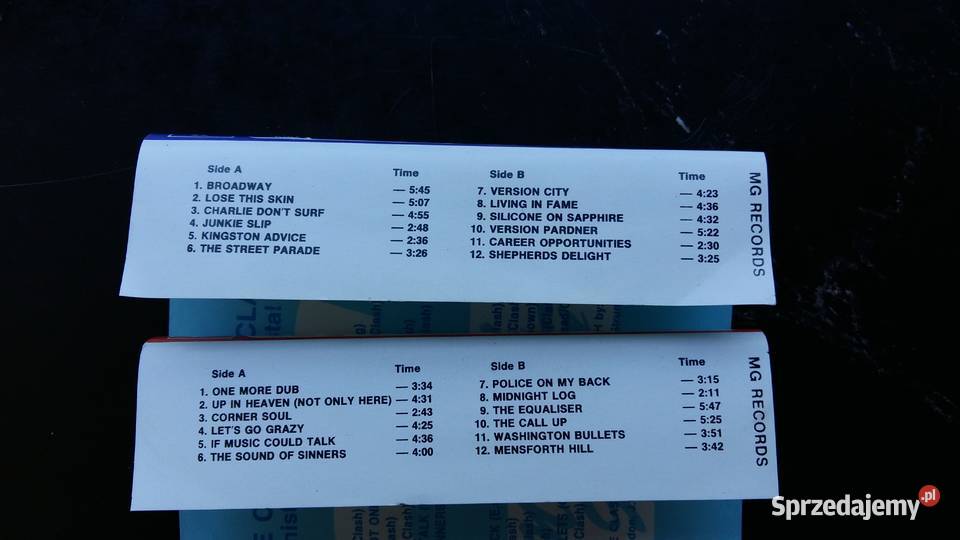 Side A Time
1. BROADWAY — 5:45
2. LOSE THIS SKIN — 5:07
3. CHARLIE DON'T SURF — 4:55
4. JUNKIE SLIP — 2:48
5. KINGSTON ADVICE — 2:36
6. THE STREET PARADE — 3:26
Side B Time
7. VERSION CITY — 4:23
8. LIVING IN FAME — 4:36
9. SILICONE ON SAPPHIRE — 4:32
10. VERSION PARDNER — 5:22
11. CAREER OPPORTUNITIES — 2:30
12. SHEPHERDS DELIGHT — 3:25
MG RECORDS
Side A Time
1. ONE MORE DUB — 3:34
2. UP IN HEAVEN (NOT ONLY HERE) — 4:31
3. CORNER SOUL — 2:43
4. LET'S GO GRAZY — 4:25
5. IF MUSIC COULD TALK — 4:36
6. THE SOUND OF SINNERS — 4:00
Side B Time
7. POLICE ON MY BACK — 3:15
8. MIDNIGHT LOG — 2:11
9. THE EQUALISER — 5:47
10. THE CALL UP — 5:25
11. WASHINGTON BULLETS — 3:51
12. MENSFORTH HILL — 3:42
MG RECORDS
Sprzedajemy.pl